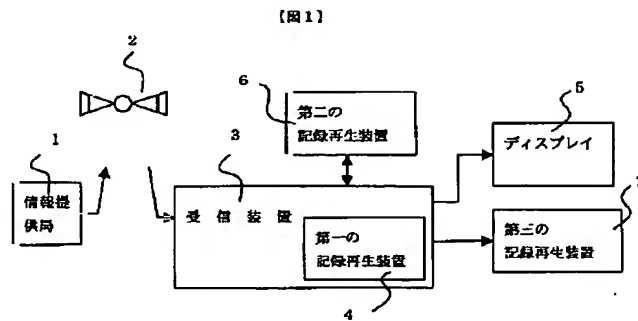 【図1】
2
6
第二の
記録再生装置
5
ディスプレイ
1
情報提
供局
3
受信装置
第一の
記録再生装置
4
第三の
記録再生装置